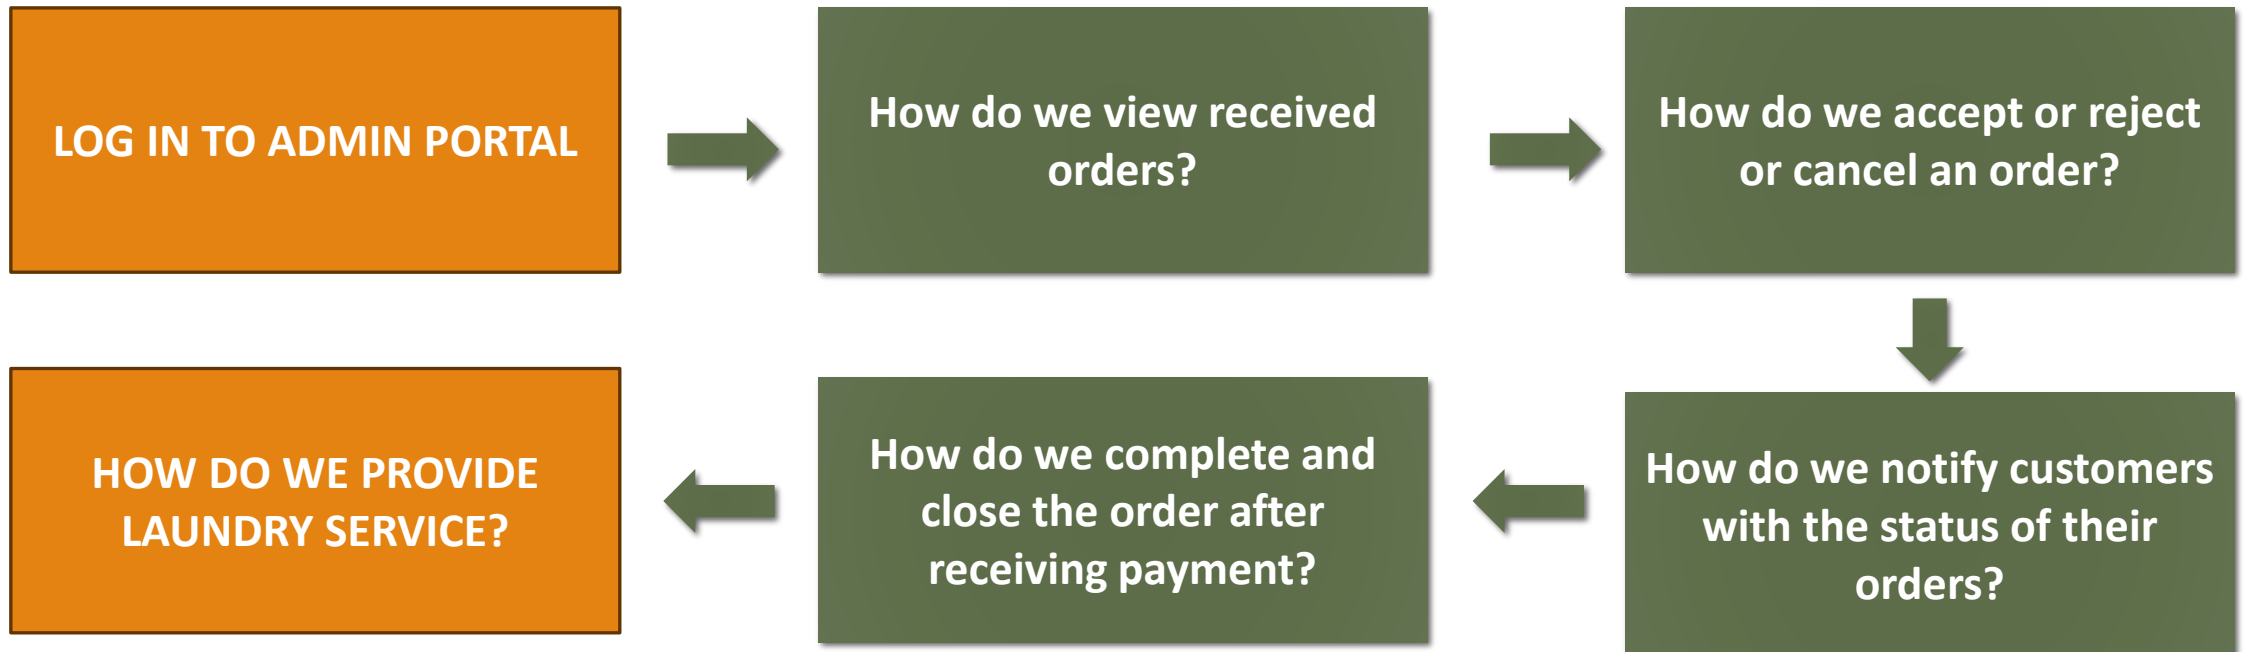 LOG IN TO ADMIN PORTAL
How do we view received
orders?
How do we accept or reject
or cancel an order?
How do we notify customers
with the status of their
orders?
How do we complete and
close the order after
receiving payment?
HOW DO WE PROVIDE
LAUNDRY SERVICE?